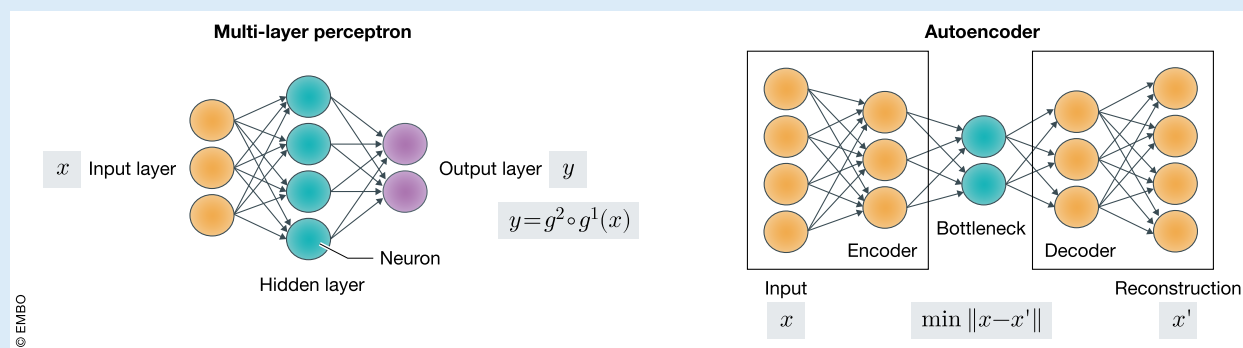 Multi-layer perceptron
x Input layer
Output layer y
y=g²∘g¹(x)
Neuron
Hidden layer
© EMBO
Autoencoder
Encoder
Bottleneck
Decoder
Input
x
min ∥x−x'∥
Reconstruction
x'